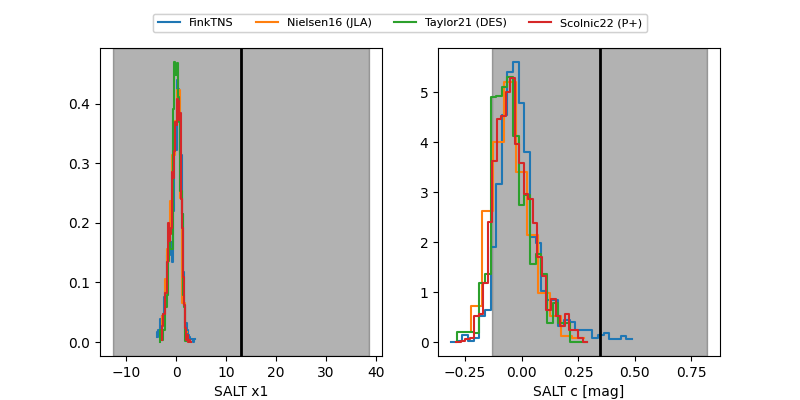 FinkTNS Nielsen16 (JLA) Taylor21 (DES) Scolnic22 (P+)
0.4
0.3
0.2
0.1
0.0
−10 0 10 20 30 40
SALT x1
5
4
3
2
1
0
−0.25 0.00 0.25 0.50 0.75
SALT c [mag]